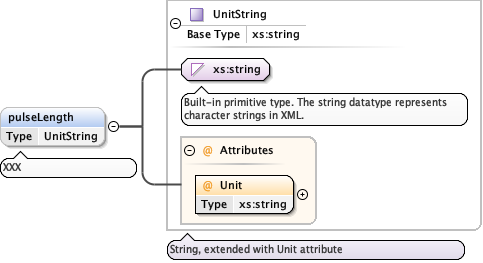 UnitString
Base Type xs:string
xs:string
Built-in primitive type. The string datatype represents
character strings in XML.
pulseLength
Type UnitString
XXX
@ Attributes
@ Unit
Type xs:string
String, extended with Unit attribute